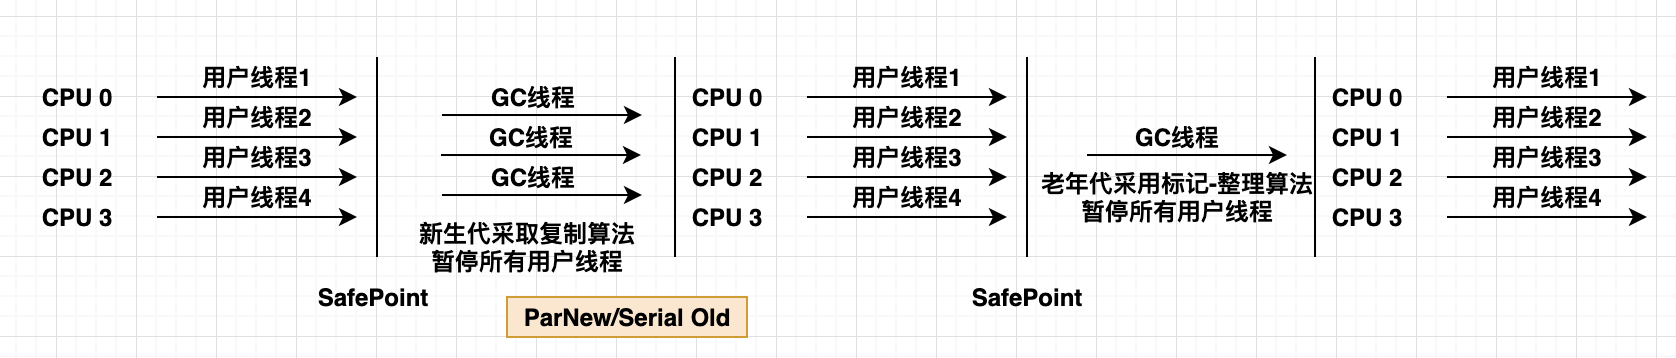 用户线程1
CPU 0
用户线程2
CPU 1
用户线程3
CPU 2
用户线程4
CPU 3
SafePoint
GC线程
GC线程
GC线程
新生代采取复制算法
暂停所有用户线程
ParNew/Serial Old
用户线程1
CPU 0
用户线程2
CPU 1
用户线程3
CPU 2
用户线程4
CPU 3
SafePoint
GC线程
老年代采用标记-整理算法
暂停所有用户线程
用户线程1
CPU 0
用户线程2
CPU 1
用户线程3
CPU 2
用户线程4
CPU 3